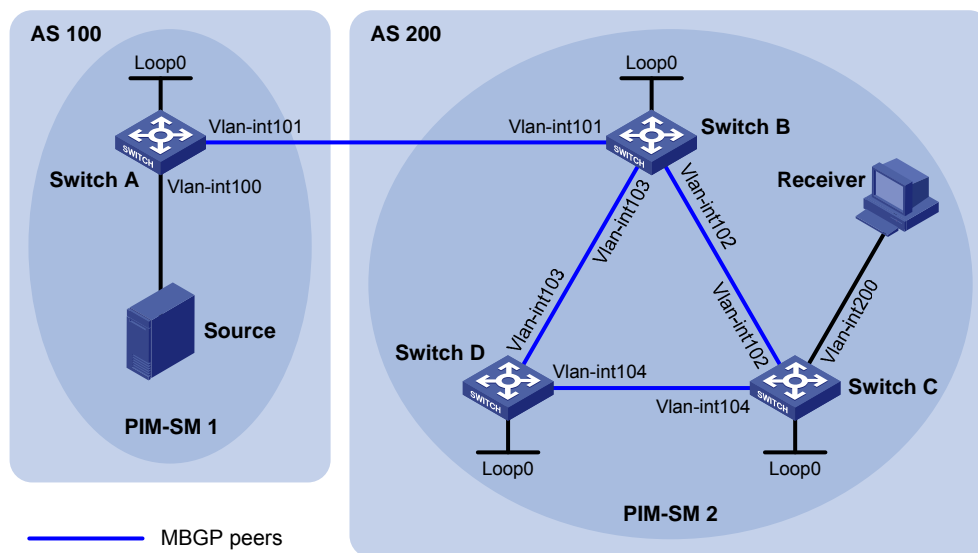 AS 100
AS 200
Loop0
Loop0
Vlan-int101
Vlan-int101
SWITCH
SWITCH
Switch B
Switch A
Vlan-int100
Receiver
Vlan-int103
Vlan-int102
Vlan-int103
Vlan-int102
Vlan-int200
Source
Switch D
Vlan-int104
SWITCH
SWITCH
Switch C
Vlan-int104
PIM-SM 1
Loop0
Loop0
PIM-SM 2
MBGP peers